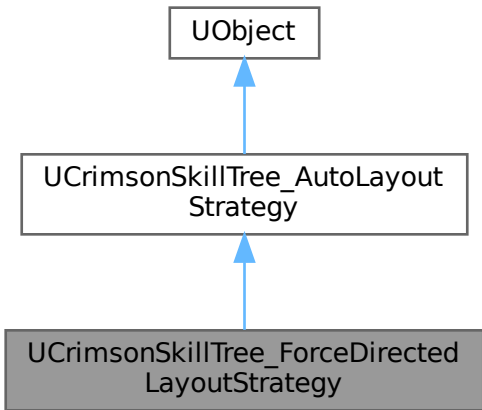 UObject
UCrimsonSkillTree_AutoLayout
Strategy
UCrimsonSkillTree_ForceDirected
LayoutStrategy